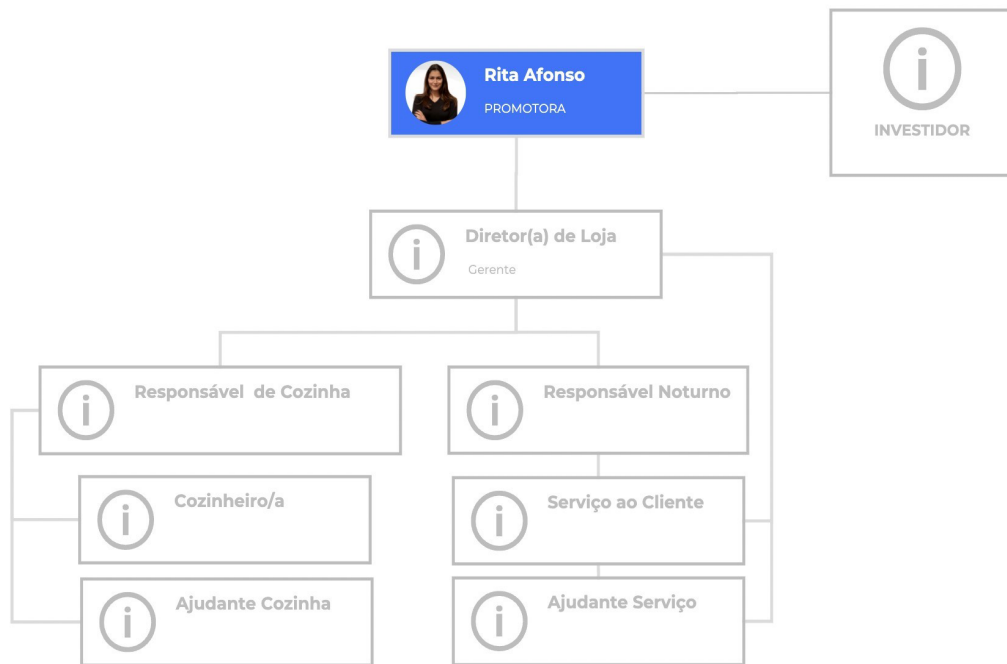 Rita Afonso
PROMOTORA
INVESTIDOR
Diretor(a) de Loja
Gerente
Responsável de Cozinha
Responsável Noturno
Cozinheiro/a
Serviço ao Cliente
Ajudante Cozinha
Ajudante Serviço